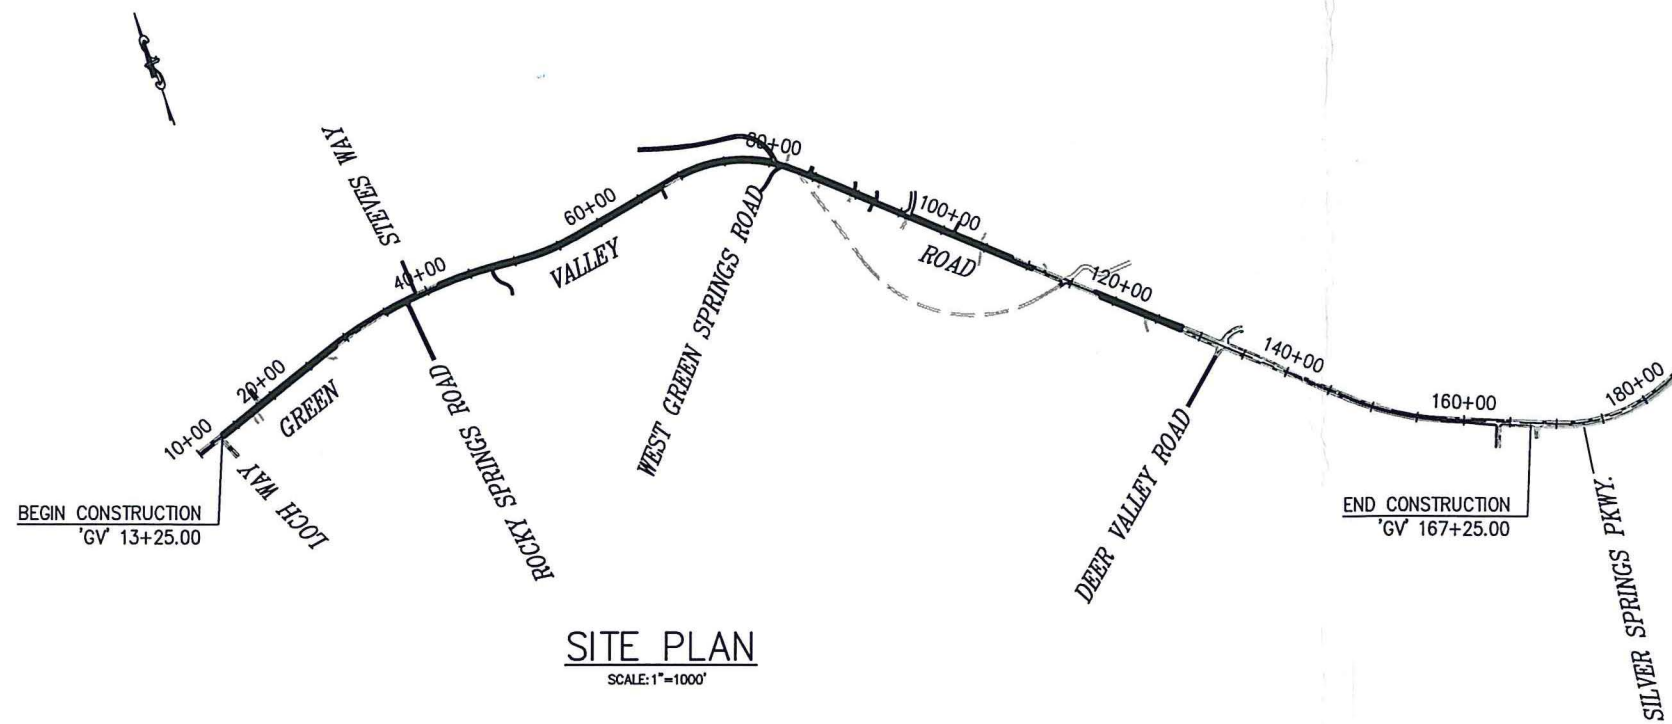 STEVES WAY
80+00
60+00
100+00
VALLEY
ROAD
40+00
120+00
WEST GREEN SPRINGS ROAD
140+00
20+00
GREEN
10+00
LOCH WAY
ROCKY SPRINGS ROAD
DEER VALLEY ROAD
160+00
180+00
BEGIN CONSTRUCTION
'GV' 13+25.00
END CONSTRUCTION
'GV' 167+25.00
SILVER SPRINGS PKWY.
SITE PLAN
SCALE: 1"=1000'